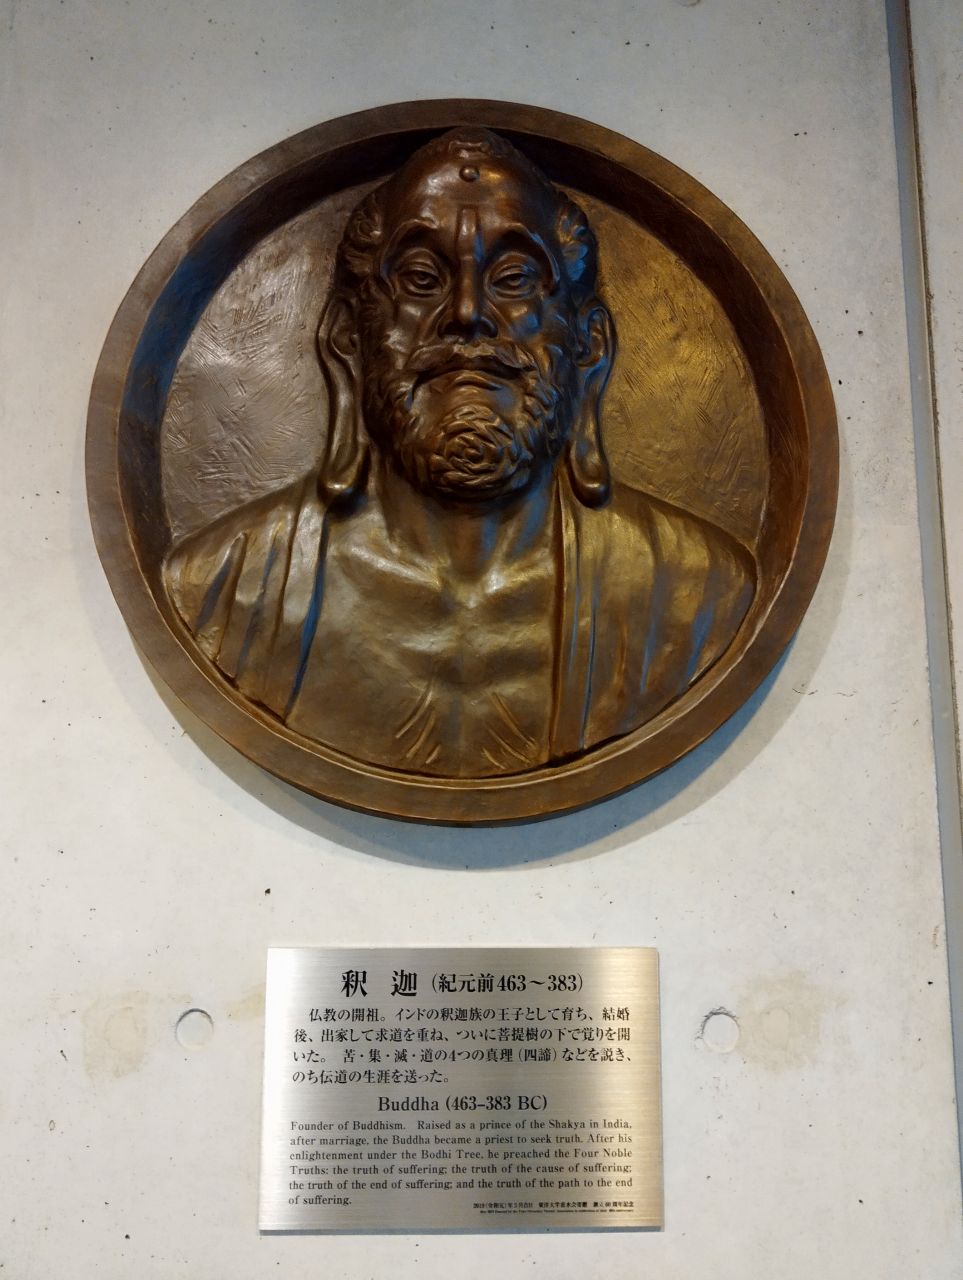 釈 迦（紀元前463～383）
仏教の開祖。インドの釈迦族の王子として育ち、結婚
後、出家して求道を重ね、ついに菩提樹の下で覚りを開
いた。 苦・集・滅・道の4つの真理（四諦）などを説き、
のち伝道の生涯を送った。
Buddha (463–383 BC)
Founder of Buddhism. Raised as a prince of the Shakya in India,
after marriage, the Buddha became a priest to seek truth. After his
enlightenment under the Bodhi Tree, he preached the Four Noble
Truths: the truth of suffering; the truth of the cause of suffering;
the truth of the end of suffering; and the truth of the path to the end
of suffering.